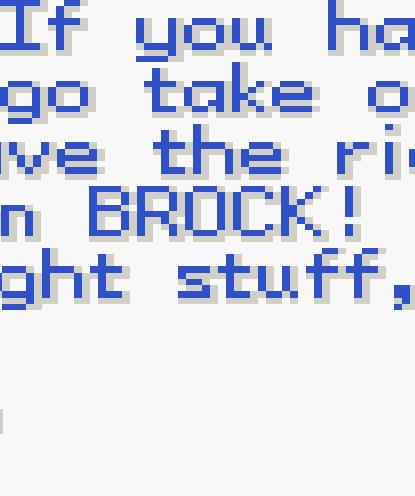 If you ha
go take o
ve the ri
n BROCK!
ght stuff,